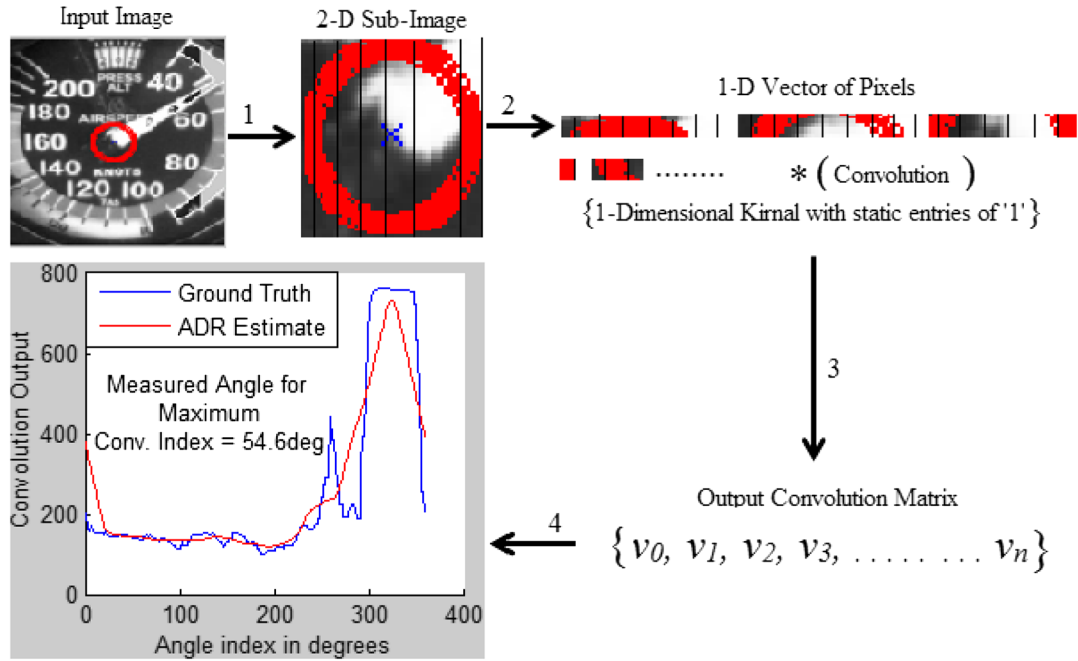 Input Image
2-D Sub-Image
PRESS
ALT
200
40
180
AIRSPEED
60
160
140
KNOTS
80
120
100
TAS
1
2
1-D Vector of Pixels
........ * ( Convolution )
{1-Dimensional Kirnal with static entries of '1'}
3
Output Convolution Matrix
{v0, v1, v2, v3, ........ vn}
4
Ground Truth
ADR Estimate
Measured Angle for
Maximum
Conv. Index = 54.6deg
Convolution Output
800
600
400
200
0
0 100 200 300 400
Angle index in degrees